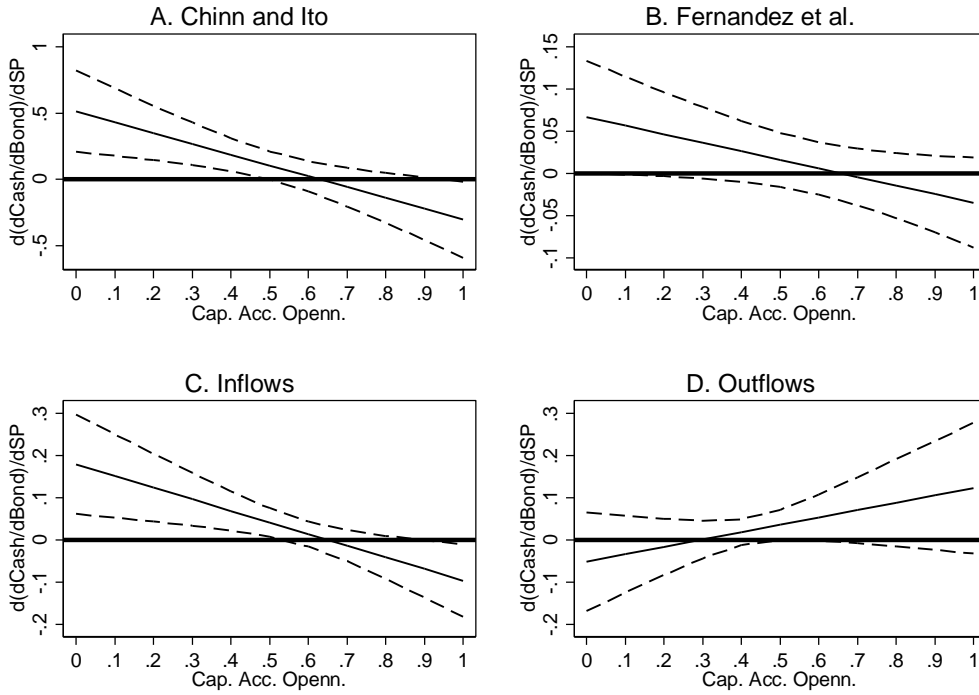 A. Chinn and Ito
d(dCash/dBond)/dSP
1
.5
0
-.5
0 .1 .2 .3 .4 .5 .6 .7 .8 .9 1
Cap. Acc. Openn.
B. Fernandez et al.
d(dCash/dBond)/dSP
.15
.1
.05
0
-.05
-.1
0 .1 .2 .3 .4 .5 .6 .7 .8 .9 1
Cap. Acc. Openn.
C. Inflows
d(dCash/dBond)/dSP
.3
.2
.1
0
-.1
-.2
0 .1 .2 .3 .4 .5 .6 .7 .8 .9 1
Cap. Acc. Openn.
D. Outflows
d(dCash/dBond)/dSP
.3
.2
.1
0
-.1
-.2
0 .1 .2 .3 .4 .5 .6 .7 .8 .9 1
Cap. Acc. Openn.